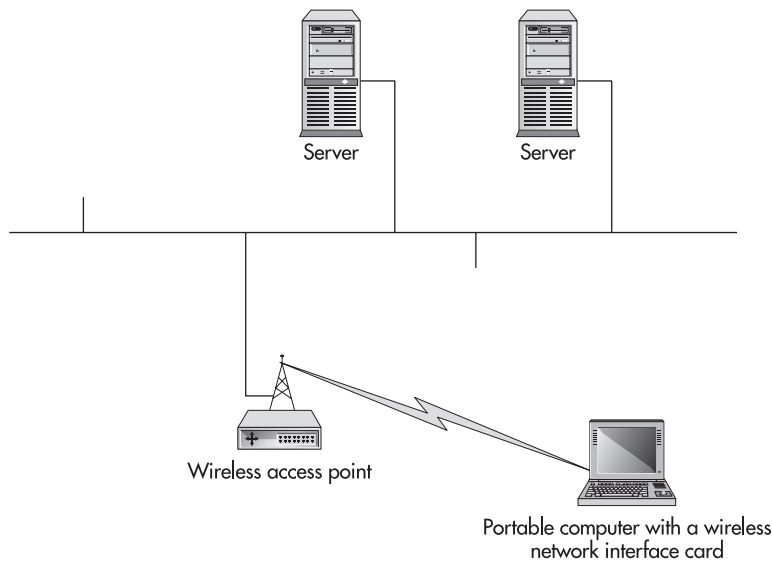 Server
Server
Wireless access point
Portable computer with a wireless
network interface card